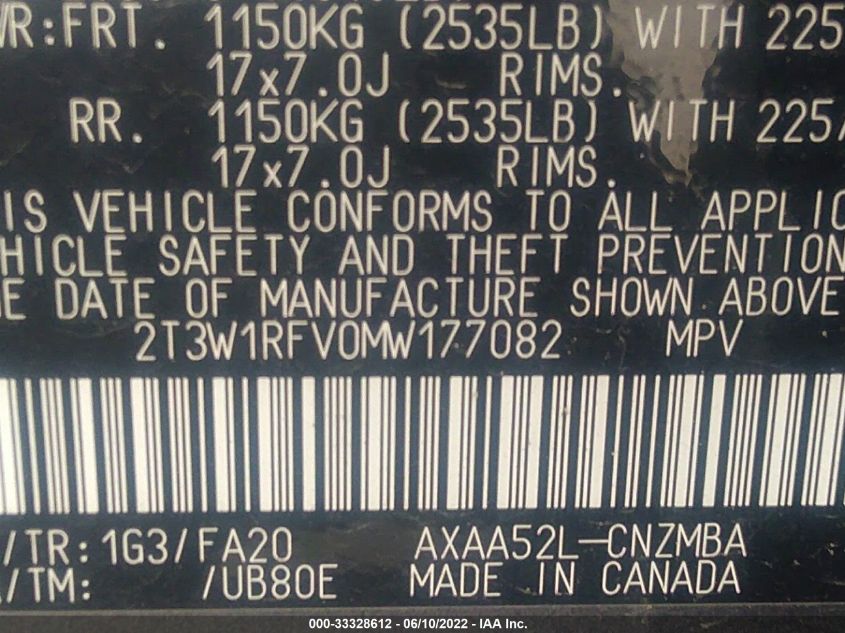 WR:FRT. 1150KG (2535LB) WITH 225
17x7.0J RIMS.
RR. 1150KG (2535LB) WITH 225/
17x7.0J RIMS.
IS VEHICLE CONFORMS TO ALL APPLIC
HICLE SAFETY AND THEFT PREVENTION
E DATE OF MANUFACTURE SHOWN ABOVE
2T3W1RFV0MW177082 MPV
/TR: 1G3/FA20 AXAA52L-CNZMBA
A/TM: /UB80E MADE IN CANADA
000-33328612 - 06/10/2022 - IAA Inc.